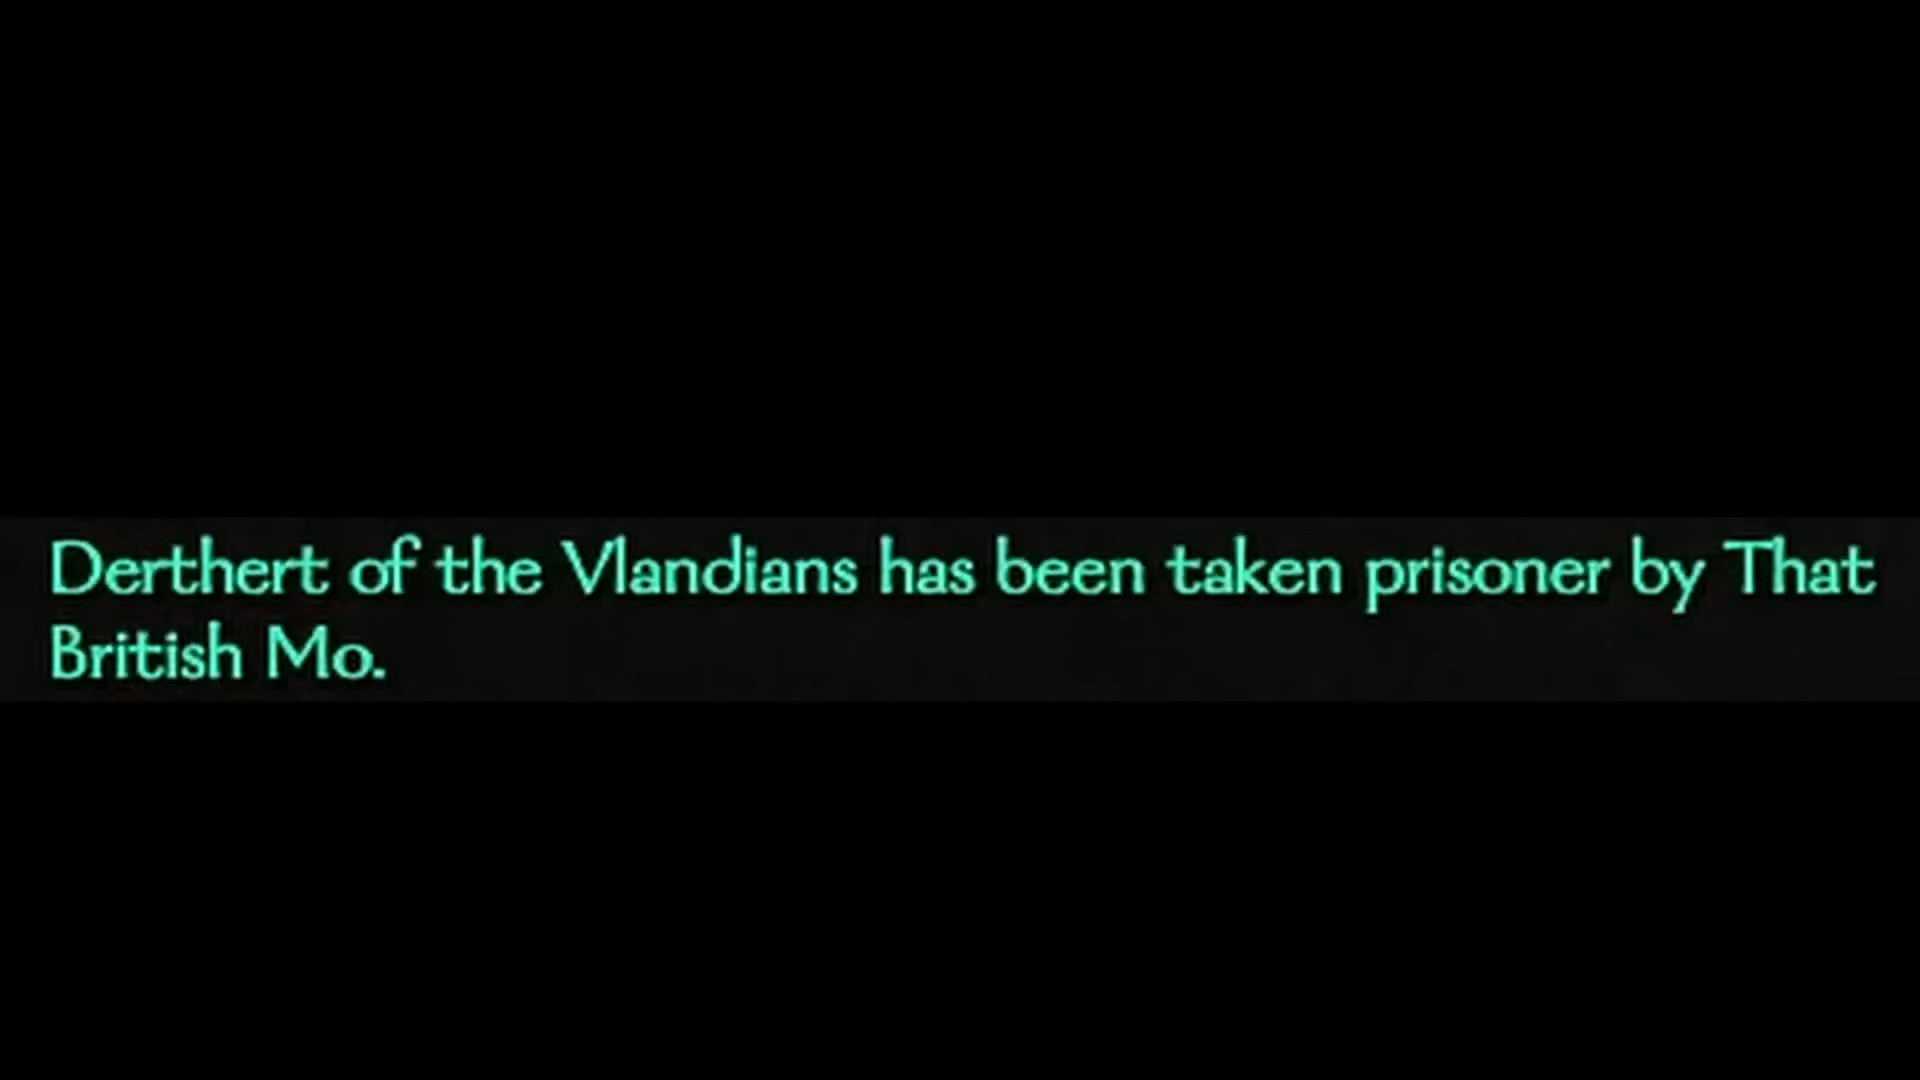 Derthert of the Vlandians has been taken prisoner by That
British Mo.